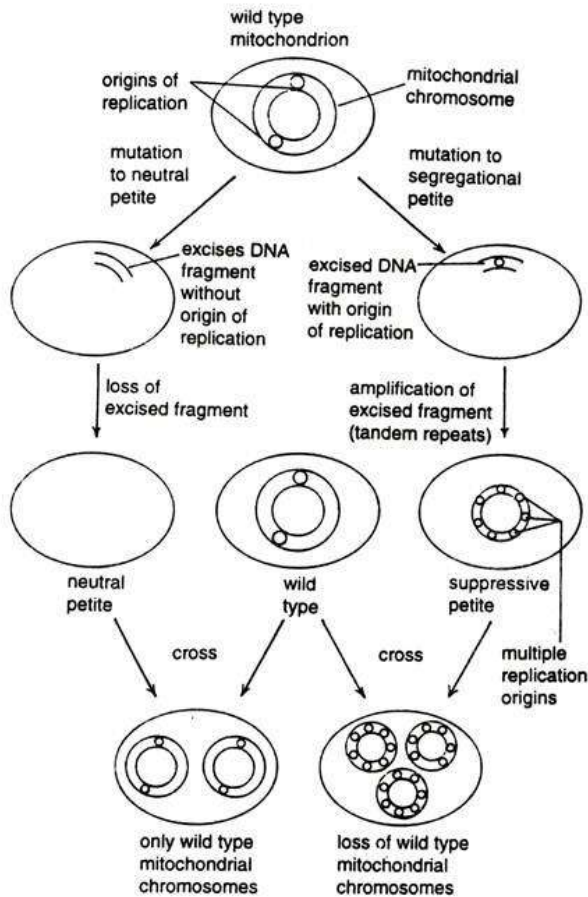 wild type
mitochondrion
origins of
replication
mitochondrial
chromosome
mutation
to neutral
petite
mutation to
segregational
petite
excises DNA
fragment
without
origin of
replication
excised DNA
fragment
with origin
of replication
loss of
excised fragment
amplification of
excised fragment
(tandem repeats)
neutral
petite
wild
type
suppressive
petite
cross
cross
multiple
replication
origins
only wild type
mitochondrial
chromosomes
loss of wild type
mitochondrial
chromosomes